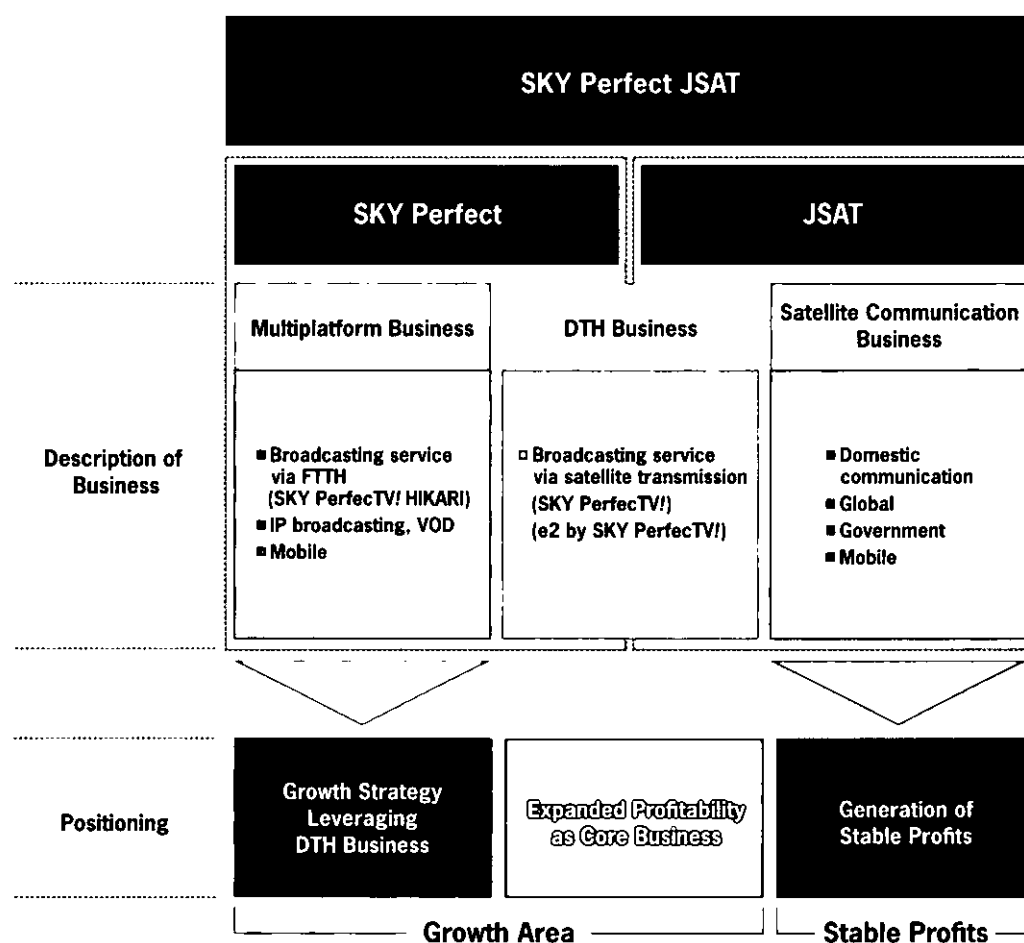 SKY Perfect JSAT
SKY Perfect
JSAT
Multiplatform Business
DTH Business
Satellite Communication
Business
Description of
Business
Broadcasting service
via FTTH
(SKY PerfecTV! HIKARI)
IP broadcasting, VOD
Mobile
Broadcasting service
via satellite transmission
(SKY PerfecTV!)
(e2 by SKY PerfecTV!)
Domestic
communication
Global
Government
Mobile
Positioning
Growth Strategy
Leveraging
DTH Business
Expanded Profitability
as Core Business
Generation of
Stable Profits
Growth Area
Stable Profits